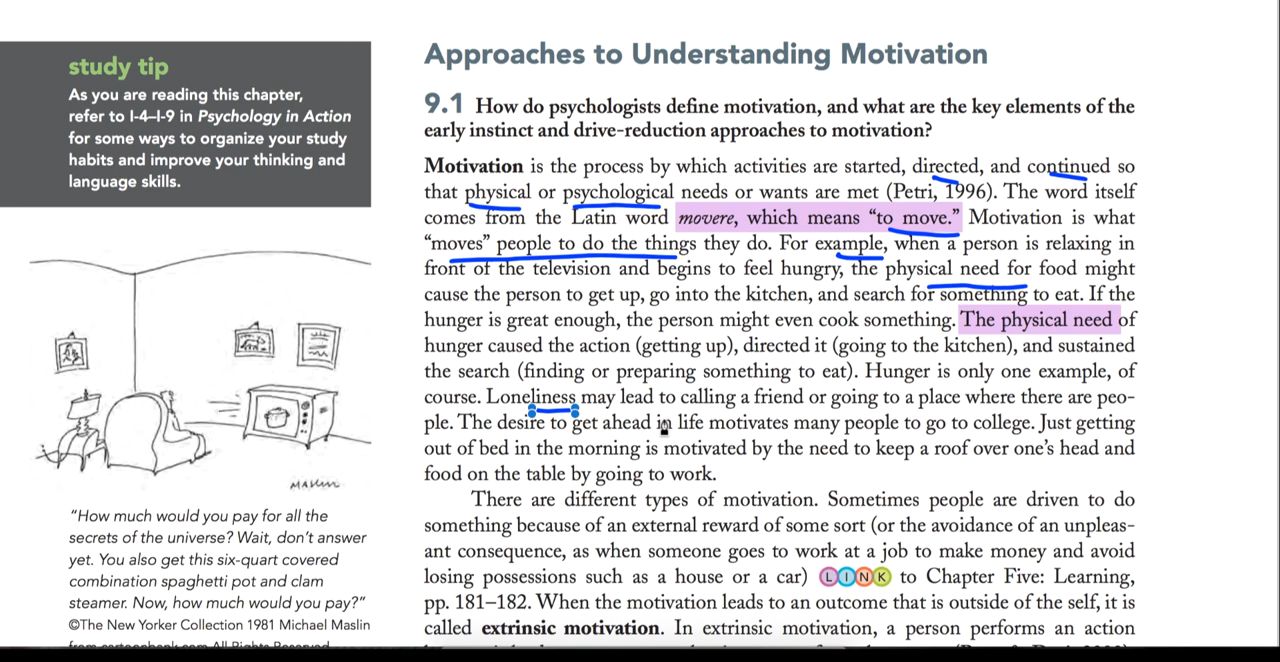 study tip
As you are reading this chapter,
refer to I-4–I-9 in Psychology in Action
for some ways to organize your study
habits and improve your thinking and
language skills.
MASLIN
“How much would you pay for all the
secrets of the universe? Wait, don’t answer
yet. You also get this six-quart covered
combination spaghetti pot and clam
steamer. Now, how much would you pay?”
©The New Yorker Collection 1981 Michael Maslin
from cartoonbank.com All Rights Reserved
Approaches to Understanding Motivation
9.1 How do psychologists define motivation, and what are the key elements of the
early instinct and drive-reduction approaches to motivation?
Motivation is the process by which activities are started, directed, and continued so
that physical or psychological needs or wants are met (Petri, 1996). The word itself
comes from the Latin word movere, which means “to move.” Motivation is what
“moves” people to do the things they do. For example, when a person is relaxing in
front of the television and begins to feel hungry, the physical need for food might
cause the person to get up, go into the kitchen, and search for something to eat. If the
hunger is great enough, the person might even cook something. The physical need of
hunger caused the action (getting up), directed it (going to the kitchen), and sustained
the search (finding or preparing something to eat). Hunger is only one example, of
course. Loneliness may lead to calling a friend or going to a place where there are peo-
ple. The desire to get ahead in life motivates many people to go to college. Just getting
out of bed in the morning is motivated by the need to keep a roof over one’s head and
food on the table by going to work.
There are different types of motivation. Sometimes people are driven to do
something because of an external reward of some sort (or the avoidance of an unpleas-
ant consequence, as when someone goes to work at a job to make money and avoid
losing possessions such as a house or a car) LINK to Chapter Five: Learning,
pp. 181–182. When the motivation leads to an outcome that is outside of the self, it is
called extrinsic motivation. In extrinsic motivation, a person performs an action